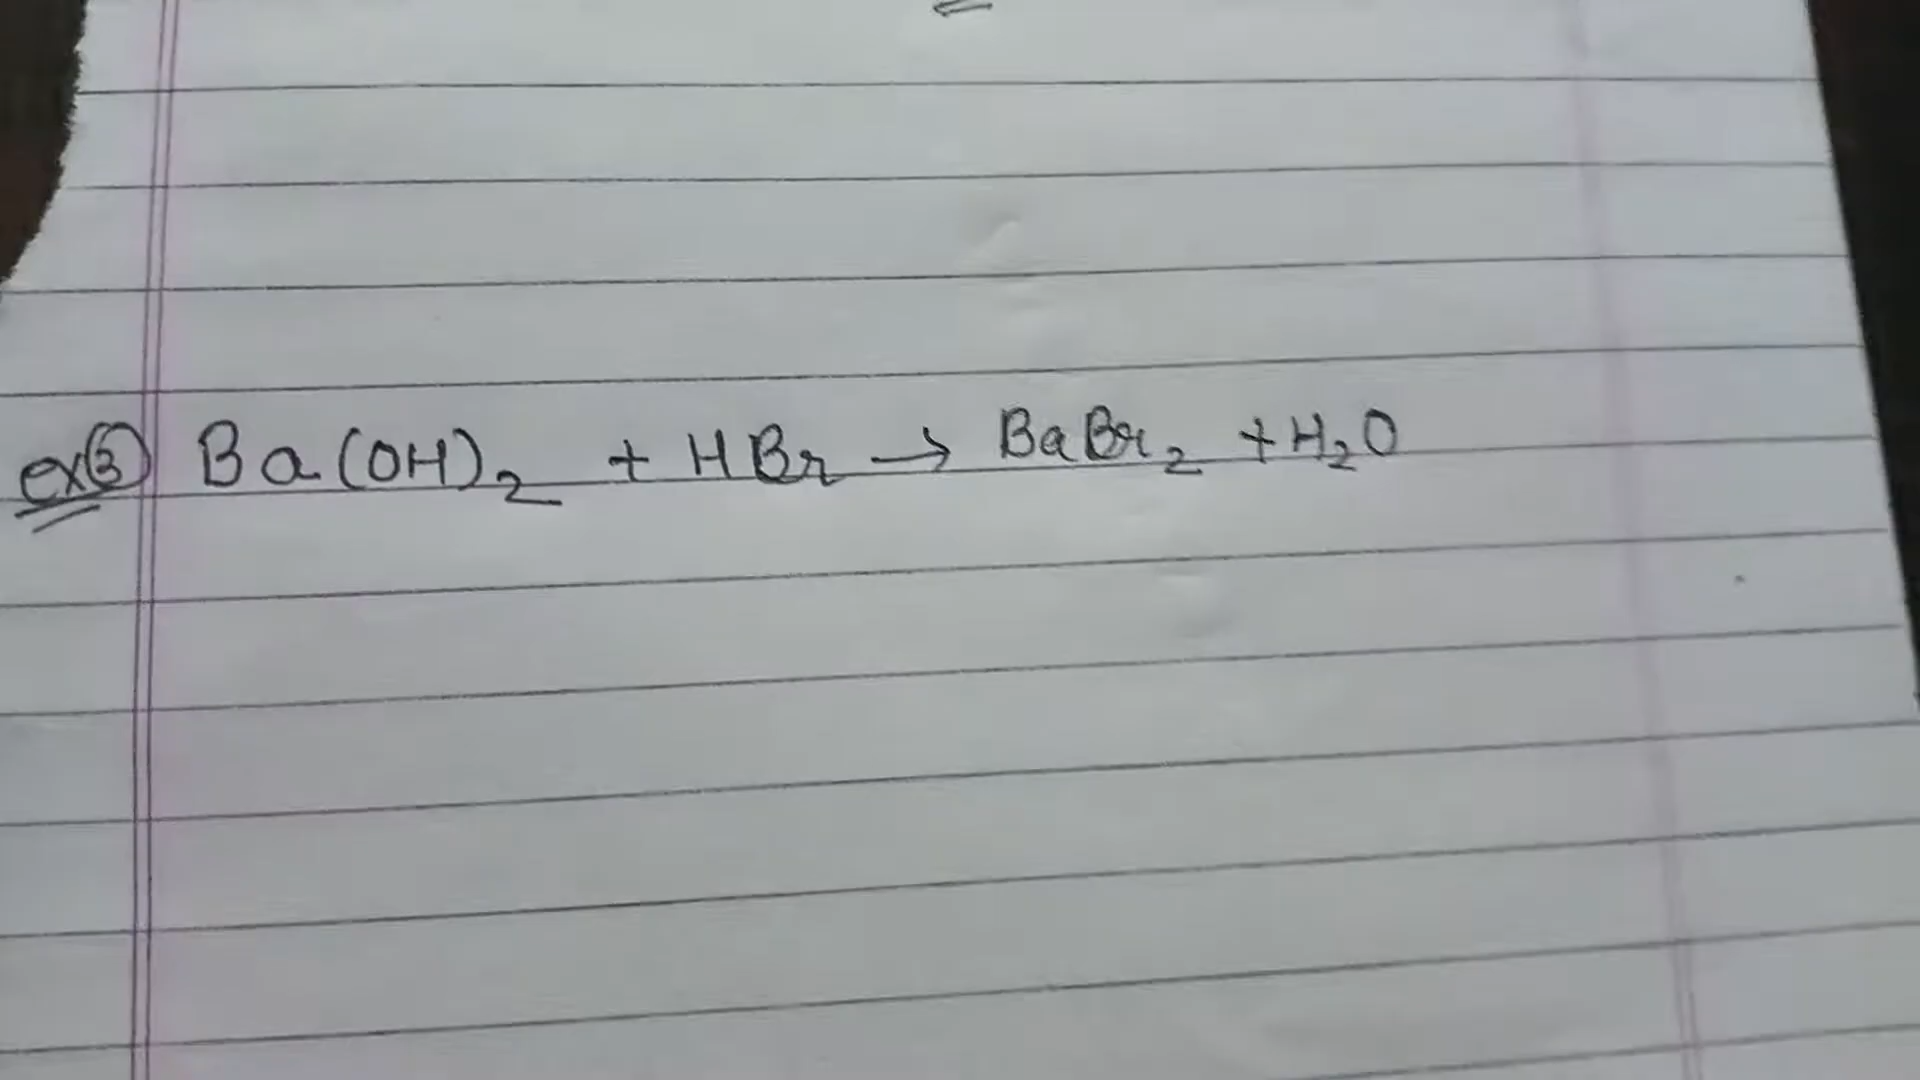 ex③ Ba(OH)₂ + HBr → BaBr₂ + H₂O